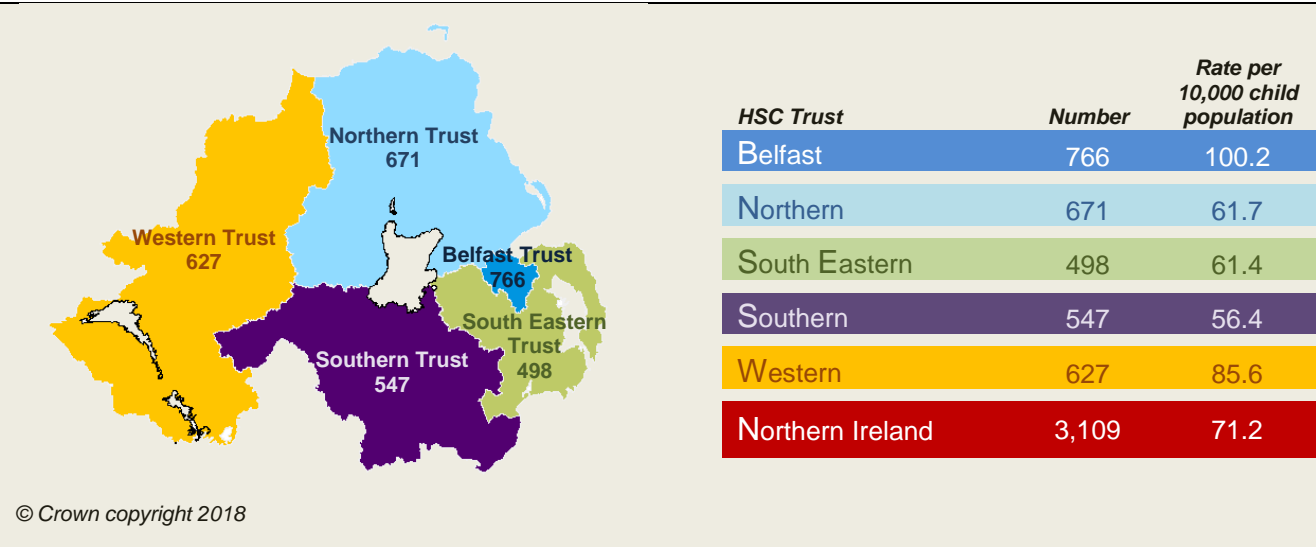 Northern Trust
671
Western Trust
627
Belfast Trust
766
South Eastern
Trust
498
Southern Trust
547
HSC Trust Number Rate per
10,000 child
population
Belfast 766 100.2
Northern 671 61.7
South Eastern 498 61.4
Southern 547 56.4
Western 627 85.6
Northern Ireland 3,109 71.2
© Crown copyright 2018